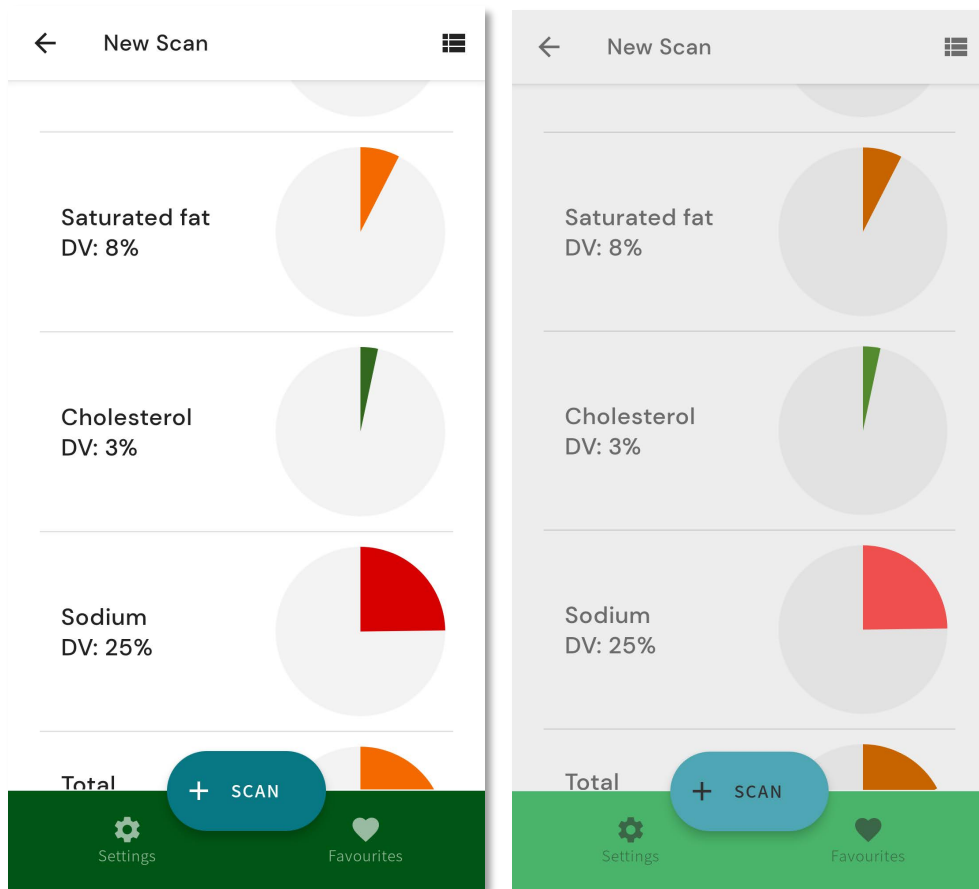 New Scan
Saturated fat
DV: 8%
Cholesterol
DV: 3%
Sodium
DV: 25%
Total
SCAN
Settings
Favourites
New Scan
Saturated fat
DV: 8%
Cholesterol
DV: 3%
Sodium
DV: 25%
Total
SCAN
Settings
Favourites